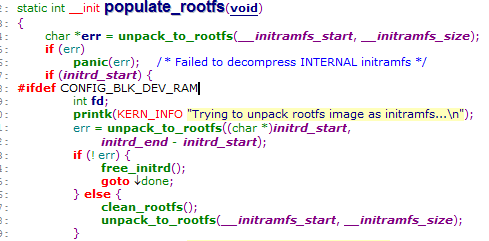 static int __init populate_rootfs(void)
{
char *err = unpack_to_rootfs(__initramfs_start, __initramfs_size);
if (err)
panic(err); /* Failed to decompress INTERNAL initramfs */
if (initrd_start) {
#ifdef CONFIG_BLK_DEV_RAM
int fd;
printk(KERN_INFO "Trying to unpack rootfs image as initramfs...\n");
err = unpack_to_rootfs((char *)initrd_start,
initrd_end - initrd_start);
if (! err) {
free_initrd();
goto ↓done;
} else {
clean_rootfs();
unpack_to_rootfs(__initramfs_start, __initramfs_size);
}